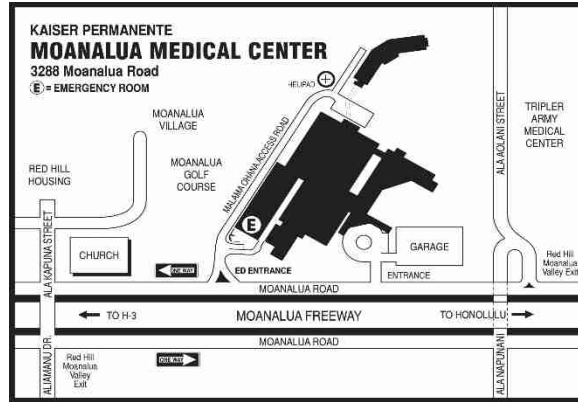 KAISER PERMANENTE
MOANALUA MEDICAL CENTER
3288 Moanalua Road
E = EMERGENCY ROOM
HELIPAD
MOANALUA
VILLAGE
RED HILL
HOUSING
MOANALUA
GOLF
COURSE
MALAMA OHANA ACCESS ROAD
ALA AOLANI STREET
TRIPLER
ARMY
MEDICAL
CENTER
ALA KAPUNA STREET
CHURCH
E
GARAGE
Red Hill
Moanalua
Valley Exit
ONE WAY
ED ENTRANCE
ENTRANCE
MOANALUA ROAD
TO H-3
MOANALUA FREEWAY
TO HONOLULU
MOANALUA ROAD
ALIAMANU DR.
Red Hill
Moanalua
Valley
Exit
ONE WAY
ALA NAPUNANI